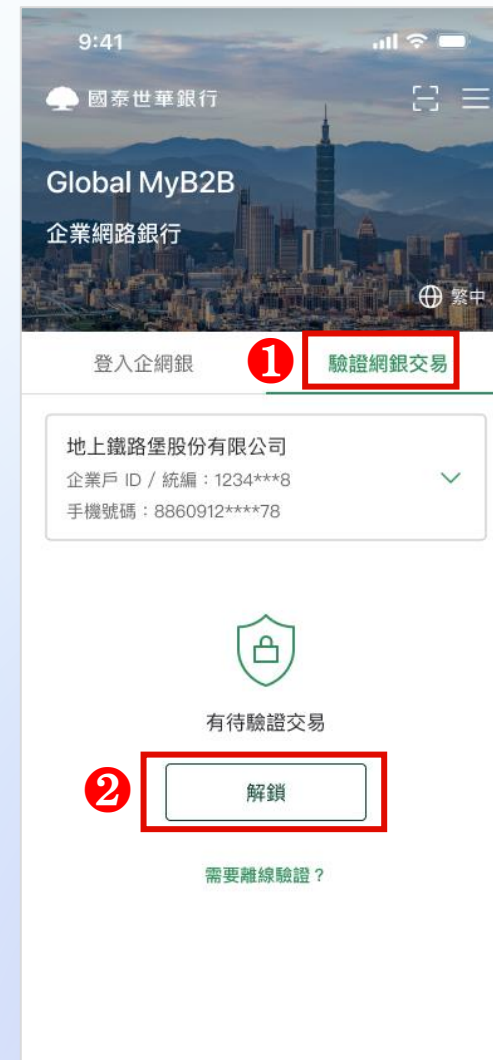 9:41
國泰世華銀行
Global MyB2B
企業網路銀行
繁中
登入企網銀
1
驗證網銀交易
地上鐵路堡股份有限公司
企業戶 ID / 統編：1234***8
手機號碼：8860912****78
有待驗證交易
2
解鎖
需要離線驗證？